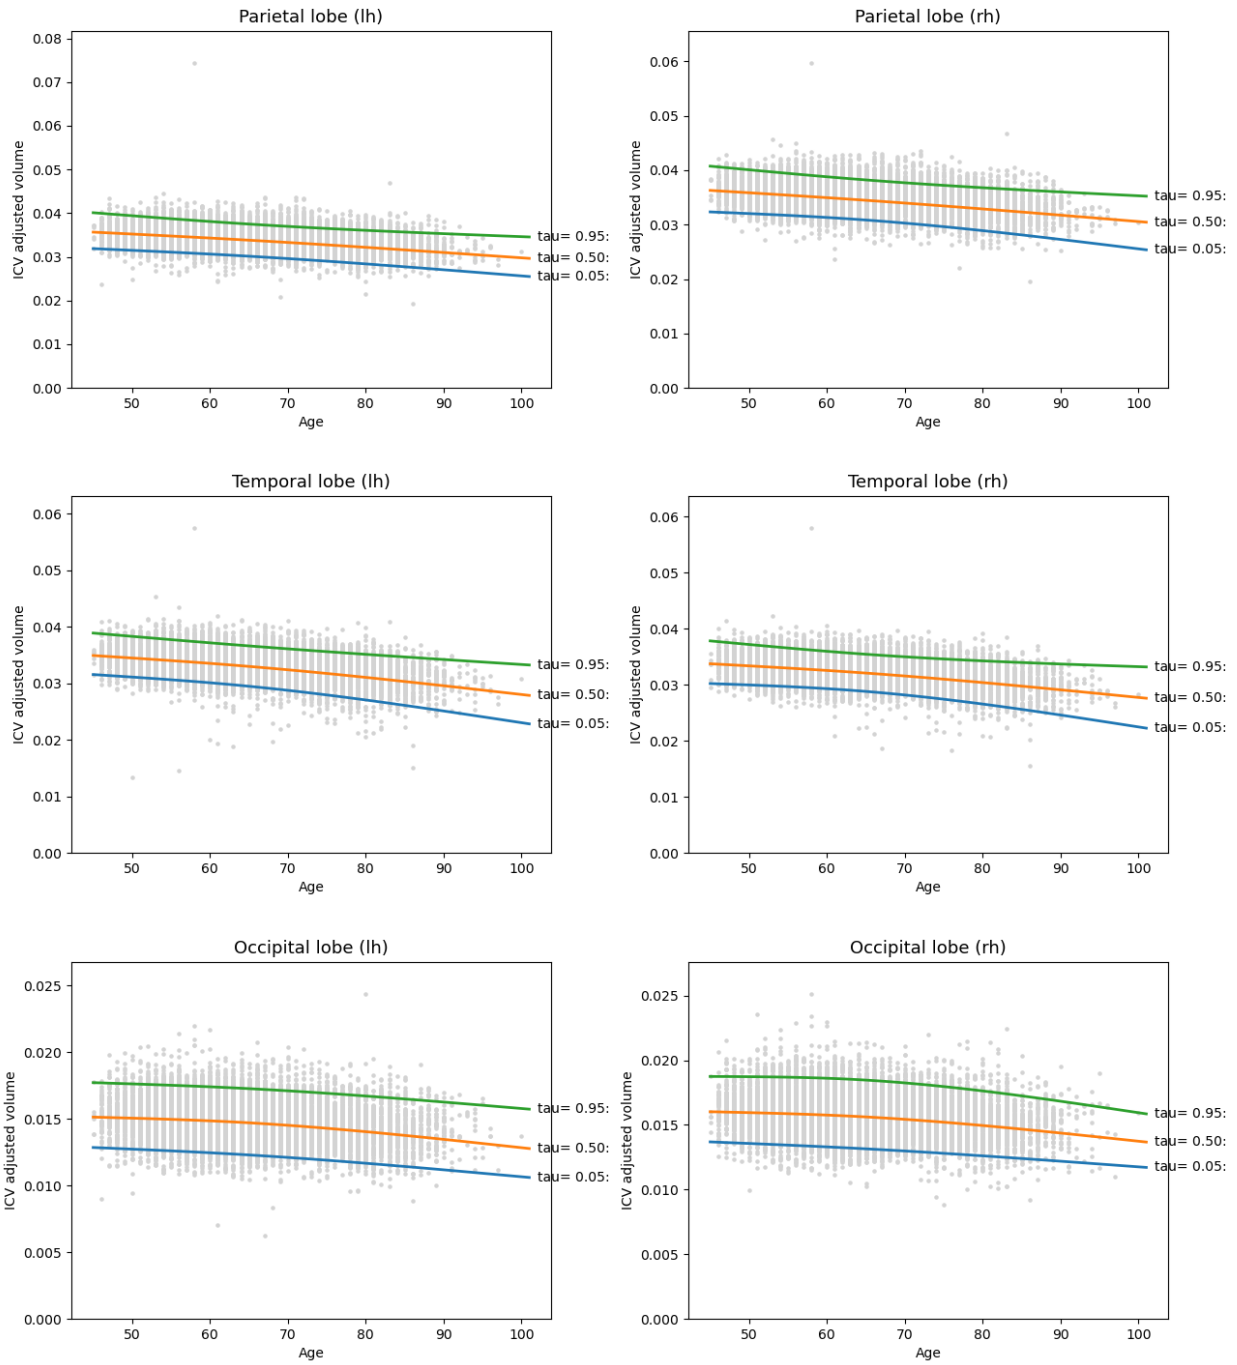 Parietal lobe (lh)
0.08
0.07
0.06
0.05
0.04
0.03
0.02
0.01
0.00
ICV adjusted volume
tau= 0.95:
tau= 0.50:
tau= 0.05:
50 60 70 80 90 100
Age
Parietal lobe (rh)
0.06
0.05
0.04
0.03
0.02
0.01
0.00
ICV adjusted volume
tau= 0.95:
tau= 0.50:
tau= 0.05:
50 60 70 80 90 100
Age
Temporal lobe (lh)
0.06
0.05
0.04
0.03
0.02
0.01
0.00
ICV adjusted volume
tau= 0.95:
tau= 0.50:
tau= 0.05:
50 60 70 80 90 100
Age
Temporal lobe (rh)
0.06
0.05
0.04
0.03
0.02
0.01
0.00
ICV adjusted volume
tau= 0.95:
tau= 0.50:
tau= 0.05:
50 60 70 80 90 100
Age
Occipital lobe (lh)
0.025
0.020
0.015
0.010
0.005
0.000
ICV adjusted volume
tau= 0.95:
tau= 0.50:
tau= 0.05:
50 60 70 80 90 100
Age
Occipital lobe (rh)
0.025
0.020
0.015
0.010
0.005
0.000
ICV adjusted volume
tau= 0.95:
tau= 0.50:
tau= 0.05:
50 60 70 80 90 100
Age